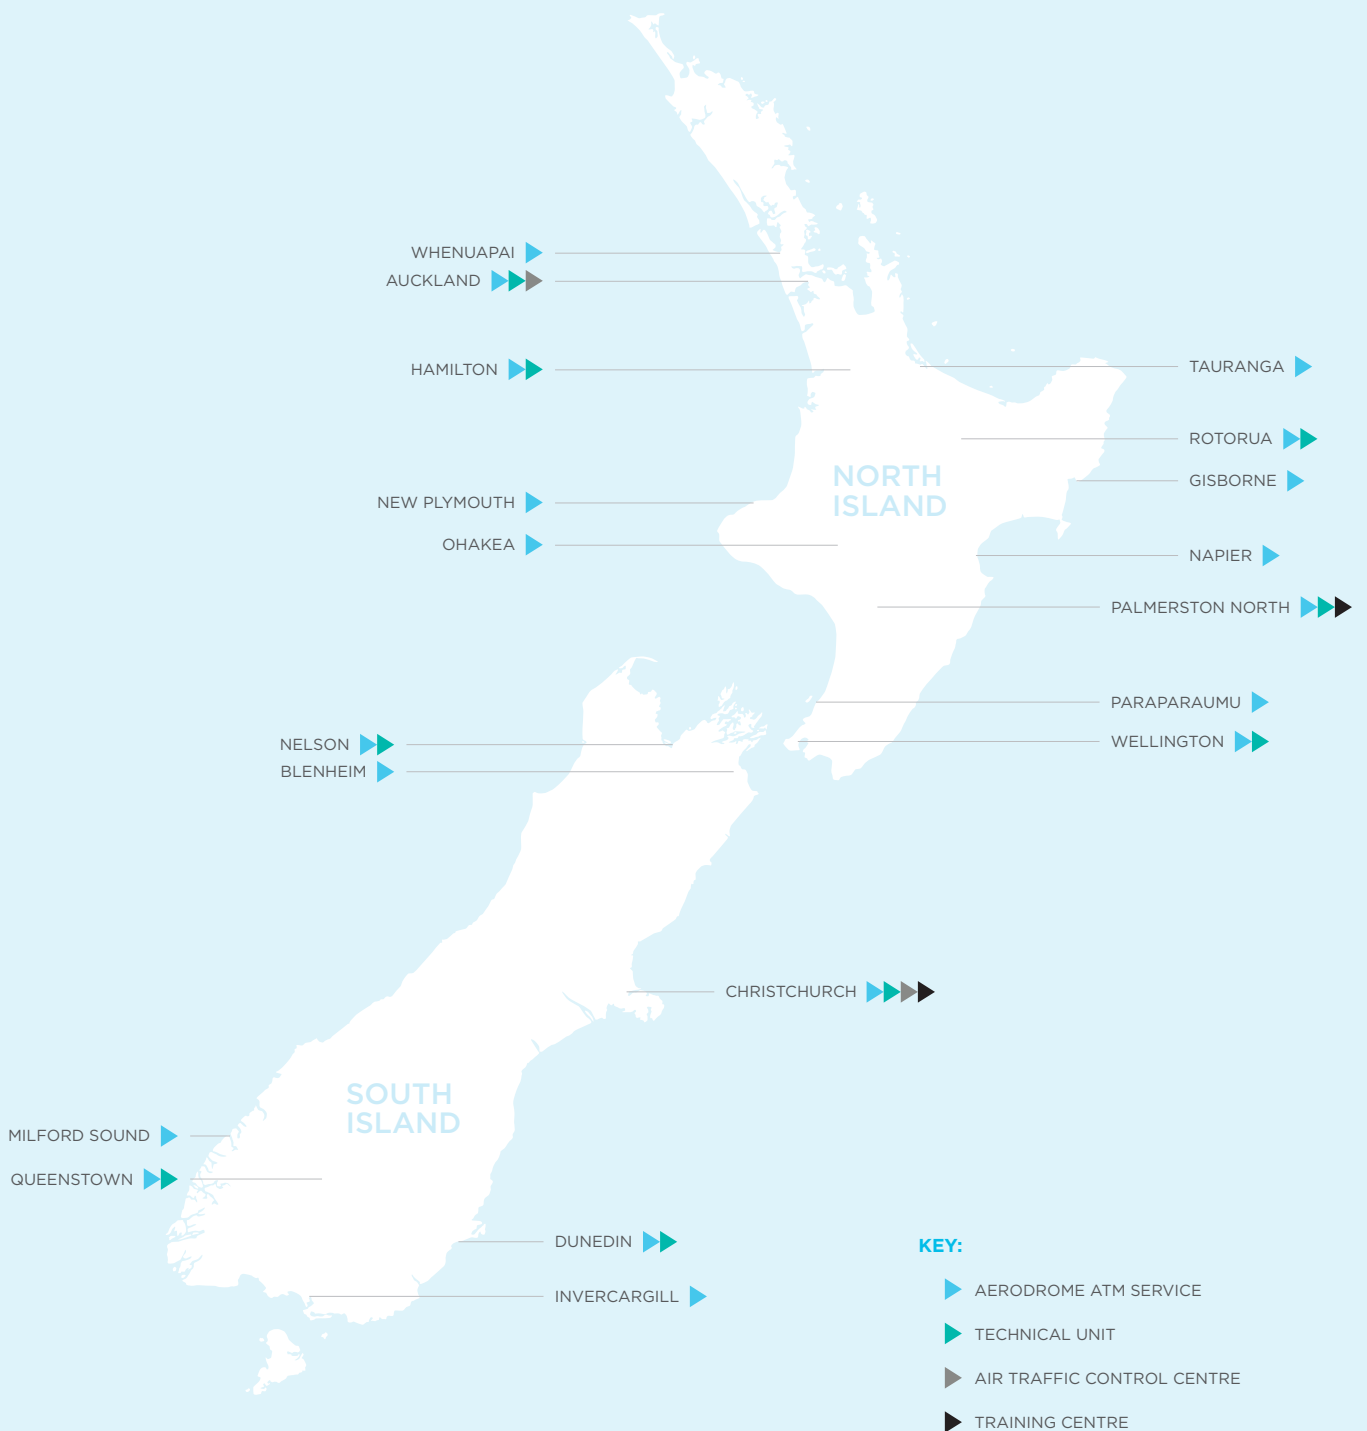 WHENUAPAI
AUCKLAND
HAMILTON
TAURANGA
ROTORUA
NORTH
ISLAND
GISBORNE
NEW PLYMOUTH
OHAKEA
NAPIER
PALMERSTON NORTH
PARAPARAUMU
WELLINGTON
NELSON
BLENHEIM
CHRISTCHURCH
SOUTH
ISLAND
MILFORD SOUND
QUEENSTOWN
DUNEDIN
INVERCARGILL
KEY:
AERODROME ATM SERVICE
TECHNICAL UNIT
AIR TRAFFIC CONTROL CENTRE
TRAINING CENTRE